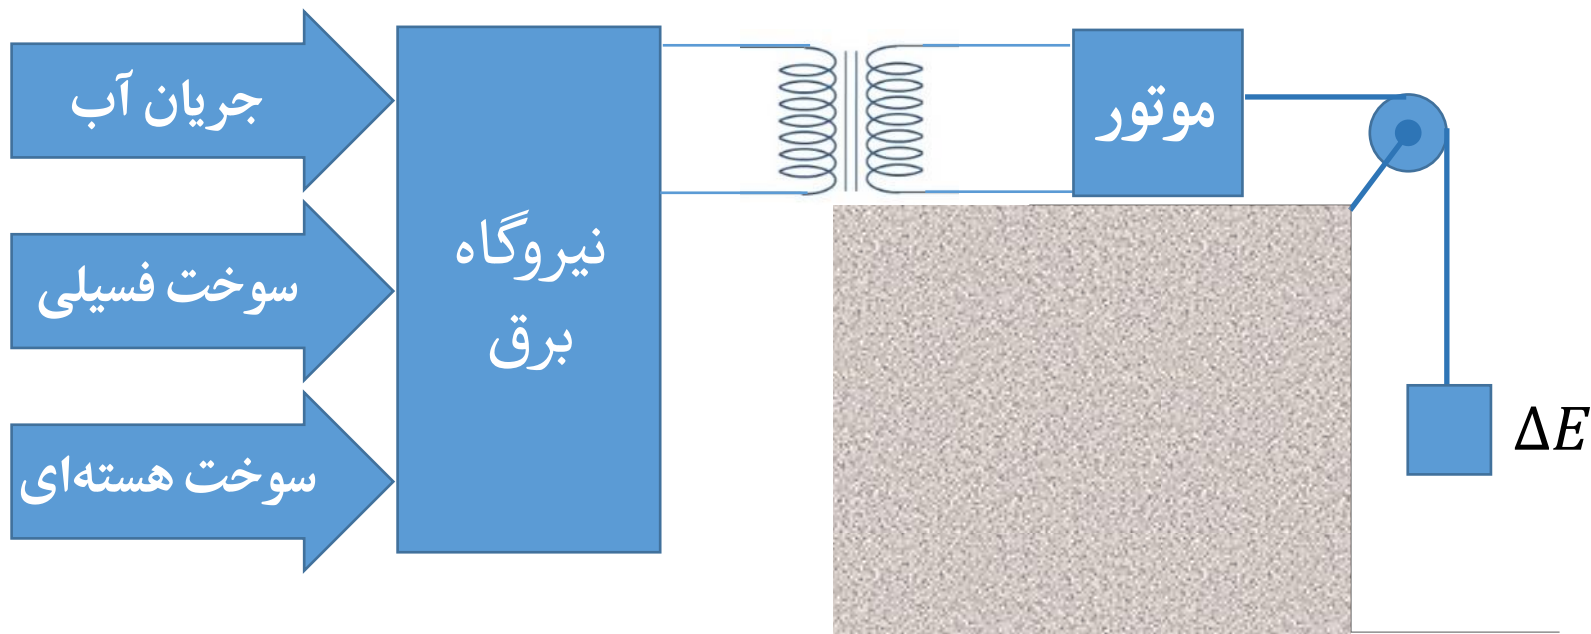 جریان آب
سوخت فسیلی
سوخت هسته‌ای
نیروگاه
برق
موتور
ΔE